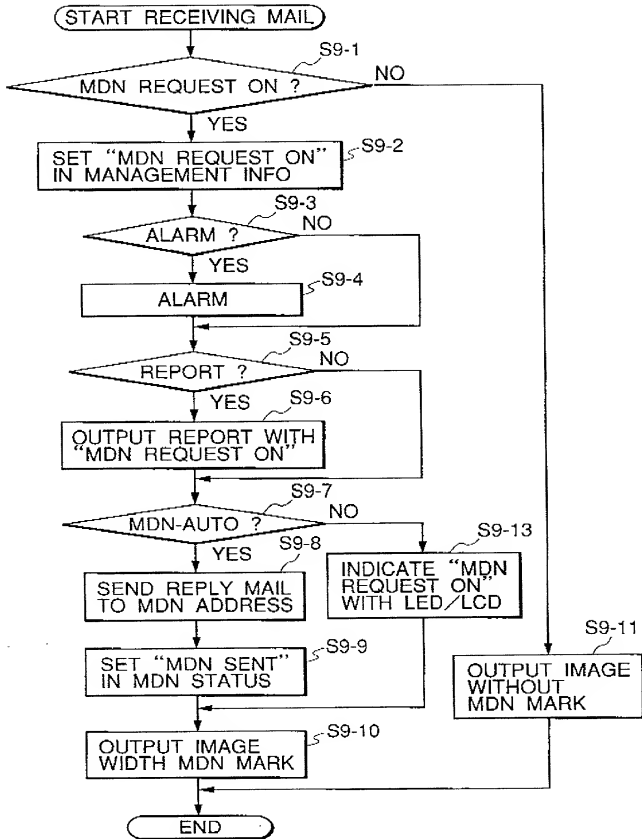 START RECEIVING MAIL
S9-1
MDN REQUEST ON ?
NO
YES
S9-2
SET “MDN REQUEST ON”
IN MANAGEMENT INFO
S9-3
ALARM ?
NO
YES
S9-4
ALARM
S9-5
REPORT ?
NO
YES
S9-6
OUTPUT REPORT WITH
“MDN REQUEST ON”
S9-7
MDN-AUTO ?
NO
YES
S9-8
SEND REPLY MAIL
TO MDN ADDRESS
S9-13
INDICATE “MDN
REQUEST ON”
WITH LED/LCD
S9-9
SET “MDN SENT”
IN MDN STATUS
S9-11
OUTPUT IMAGE
WITHOUT
MDN MARK
S9-10
OUTPUT IMAGE
WIDTH MDN MARK
END